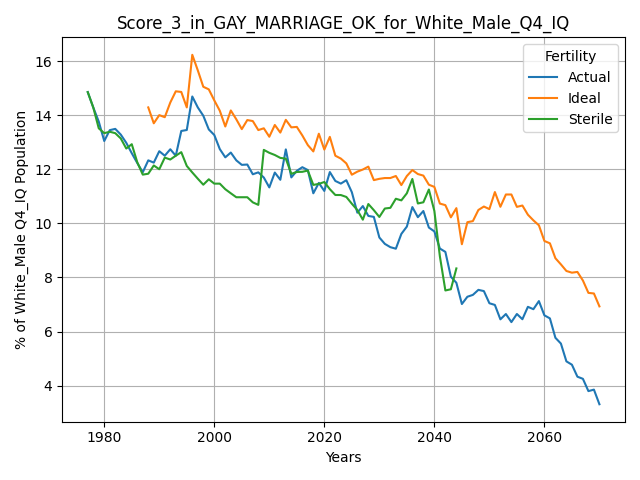 Score_3_in_GAY_MARRIAGE_OK_for_White_Male_Q4_IQ
% of White_Male Q4_IQ Population
16
14
12
10
8
6
4
Fertility
Actual
Ideal
Sterile
1980
2000
2020
2040
2060
Years